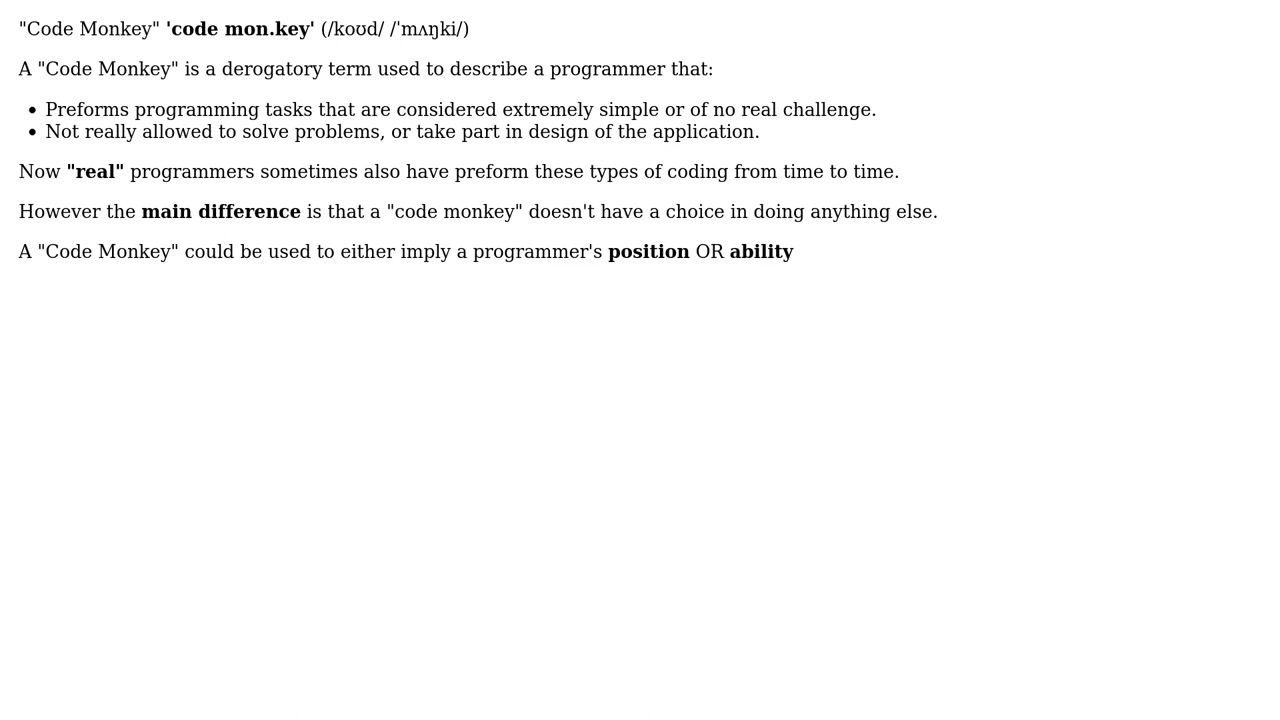 "Code Monkey" 'code mon.key' (/koʊd/ /ˈmʌŋki/)
A "Code Monkey" is a derogatory term used to describe a programmer that:
• Preforms programming tasks that are considered extremely simple or of no real challenge.
• Not really allowed to solve problems, or take part in design of the application.
Now "real" programmers sometimes also have preform these types of coding from time to time.
However the main difference is that a "code monkey" doesn't have a choice in doing anything else.
A "Code Monkey" could be used to either imply a programmer's position OR ability